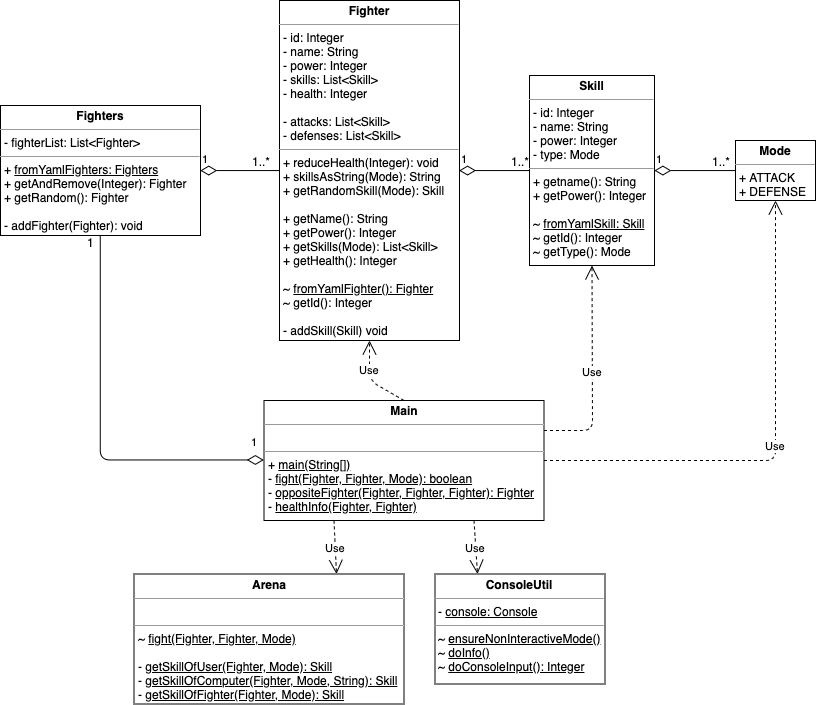 Fighter
- id: Integer
- name: String
- power: Integer
- skills: List<Skill>
- health: Integer
- attacks: List<Skill>
- defenses: List<Skill>
+ reduceHealth(Integer): void
+ skillsAsString(Mode): String
+ getRandomSkill(Mode): Skill
+ getName(): String
+ getPower(): Integer
+ getSkills(Mode): List<Skill>
+ getHealth(): Integer
~ fromYamlFighter(): Fighter
~ getId(): Integer
- addSkill(Skill) void
Fighters
- fighterList: List<Fighter>
+ fromYamlFighters: Fighters
+ getAndRemove(Integer): Fighter
+ getRandom(): Fighter
- addFighter(Fighter): void
1
1..*
1
1..*
Skill
- id: Integer
- name: String
- power: Integer
- type: Mode
+ getname(): String
+ getPower(): Integer
~ fromYamlSkill: Skill
~ getId(): Integer
~ getType(): Mode
1
1..*
Mode
+ ATTACK
+ DEFENSE
1
1
Use
Use
Use
Main
+ main(String[])
- fight(Fighter, Fighter, Mode): boolean
- oppositeFighter(Fighter, Fighter, Fighter): Fighter
- healthInfo(Fighter, Fighter)
Use
Use
Arena
~ fight(Fighter, Fighter, Mode)
- getSkillOfUser(Fighter, Mode): Skill
- getSkillOfComputer(Fighter, Mode, String): Skill
- getSkillOfFighter(Fighter, Mode): Skill
ConsoleUtil
- console: Console
~ ensureNonInteractiveMode()
~ doInfo()
~ doConsoleInput(): Integer